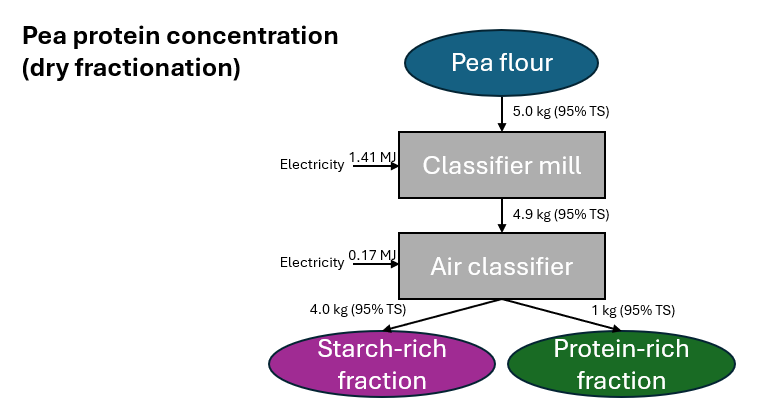 Pea protein concentration
(dry fractionation)
Pea flour
5.0 kg (95% TS)
Electricity
1.41 MJ
Classifier mill
4.9 kg (95% TS)
Electricity
0.17 MJ
Air classifier
4.0 kg (95% TS)
1 kg (95% TS)
Starch-rich
fraction
Protein-rich
fraction